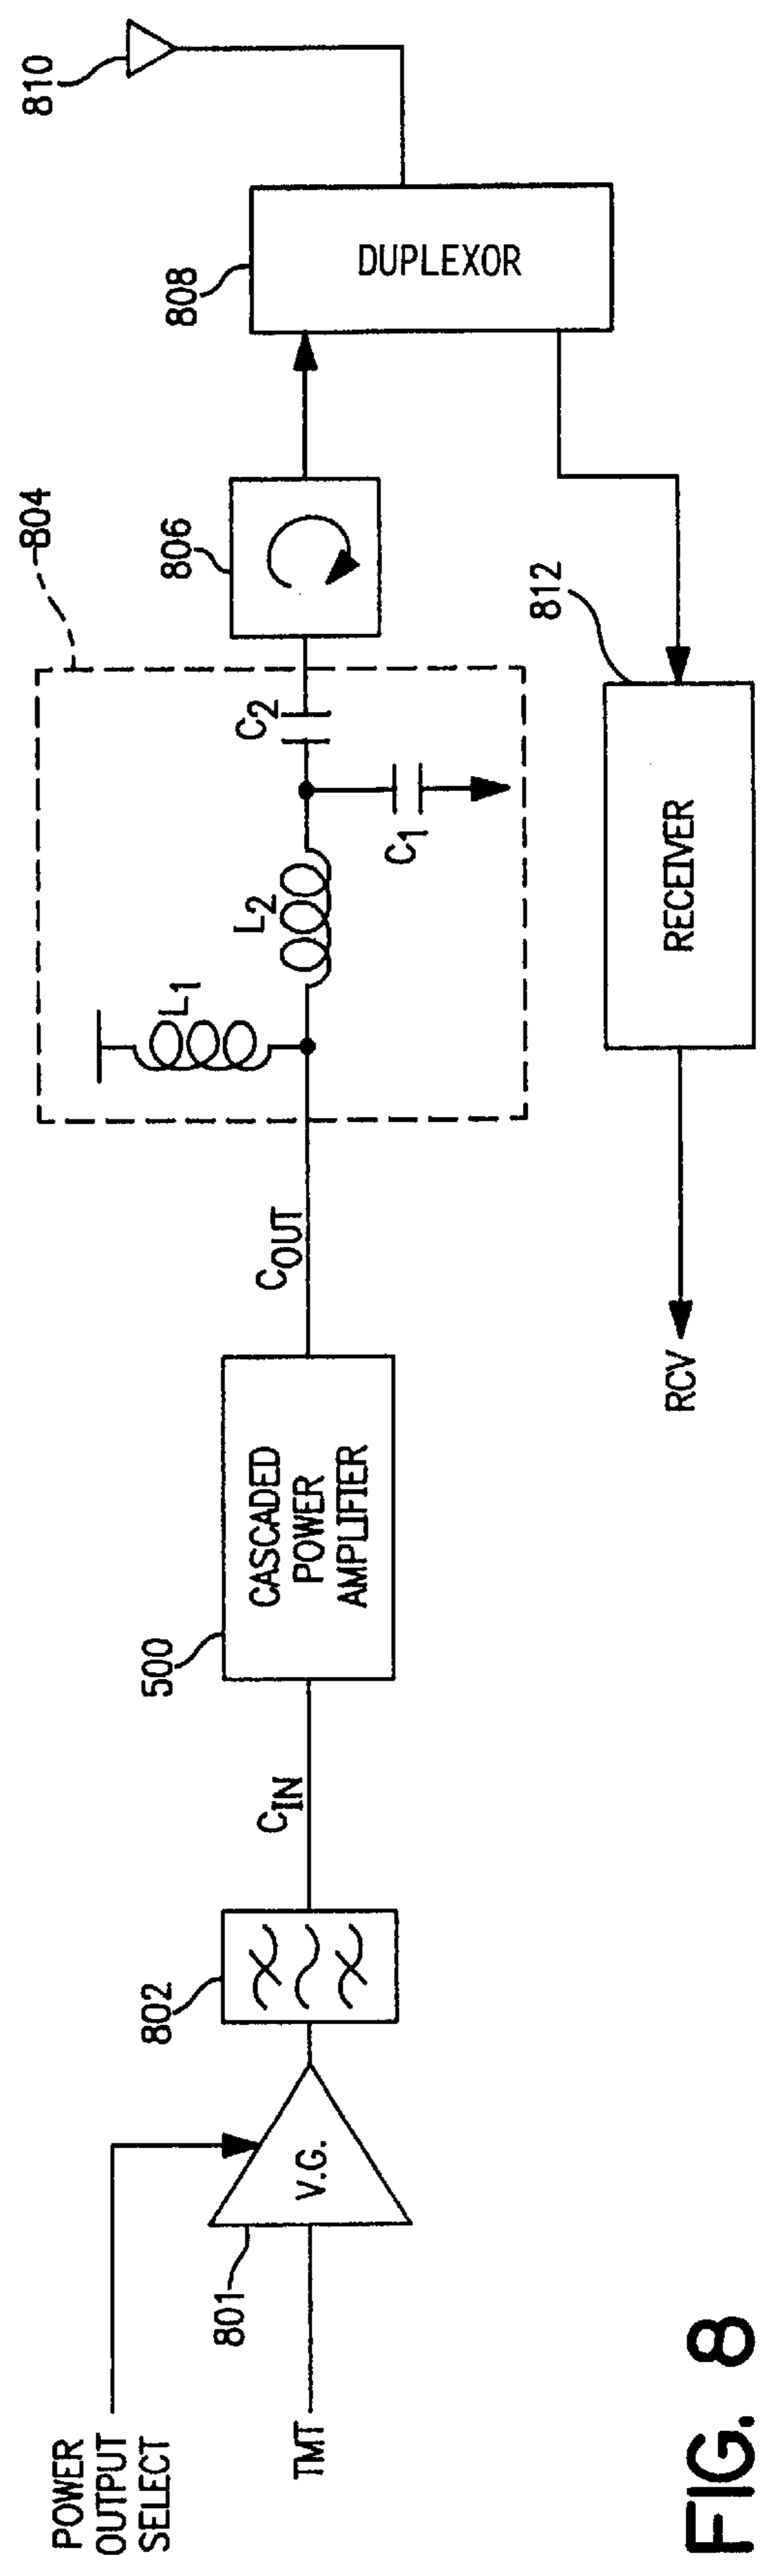 POWER
OUTPUT
SELECT
TMT
801
V.G.
802
CIN
500
CASCADED
POWER
AMPLIFIER
COUT
804
L1
L2
C1
C2
806
808
DUPLEXOR
810
812
RECEIVER
RCV
FIG. 8